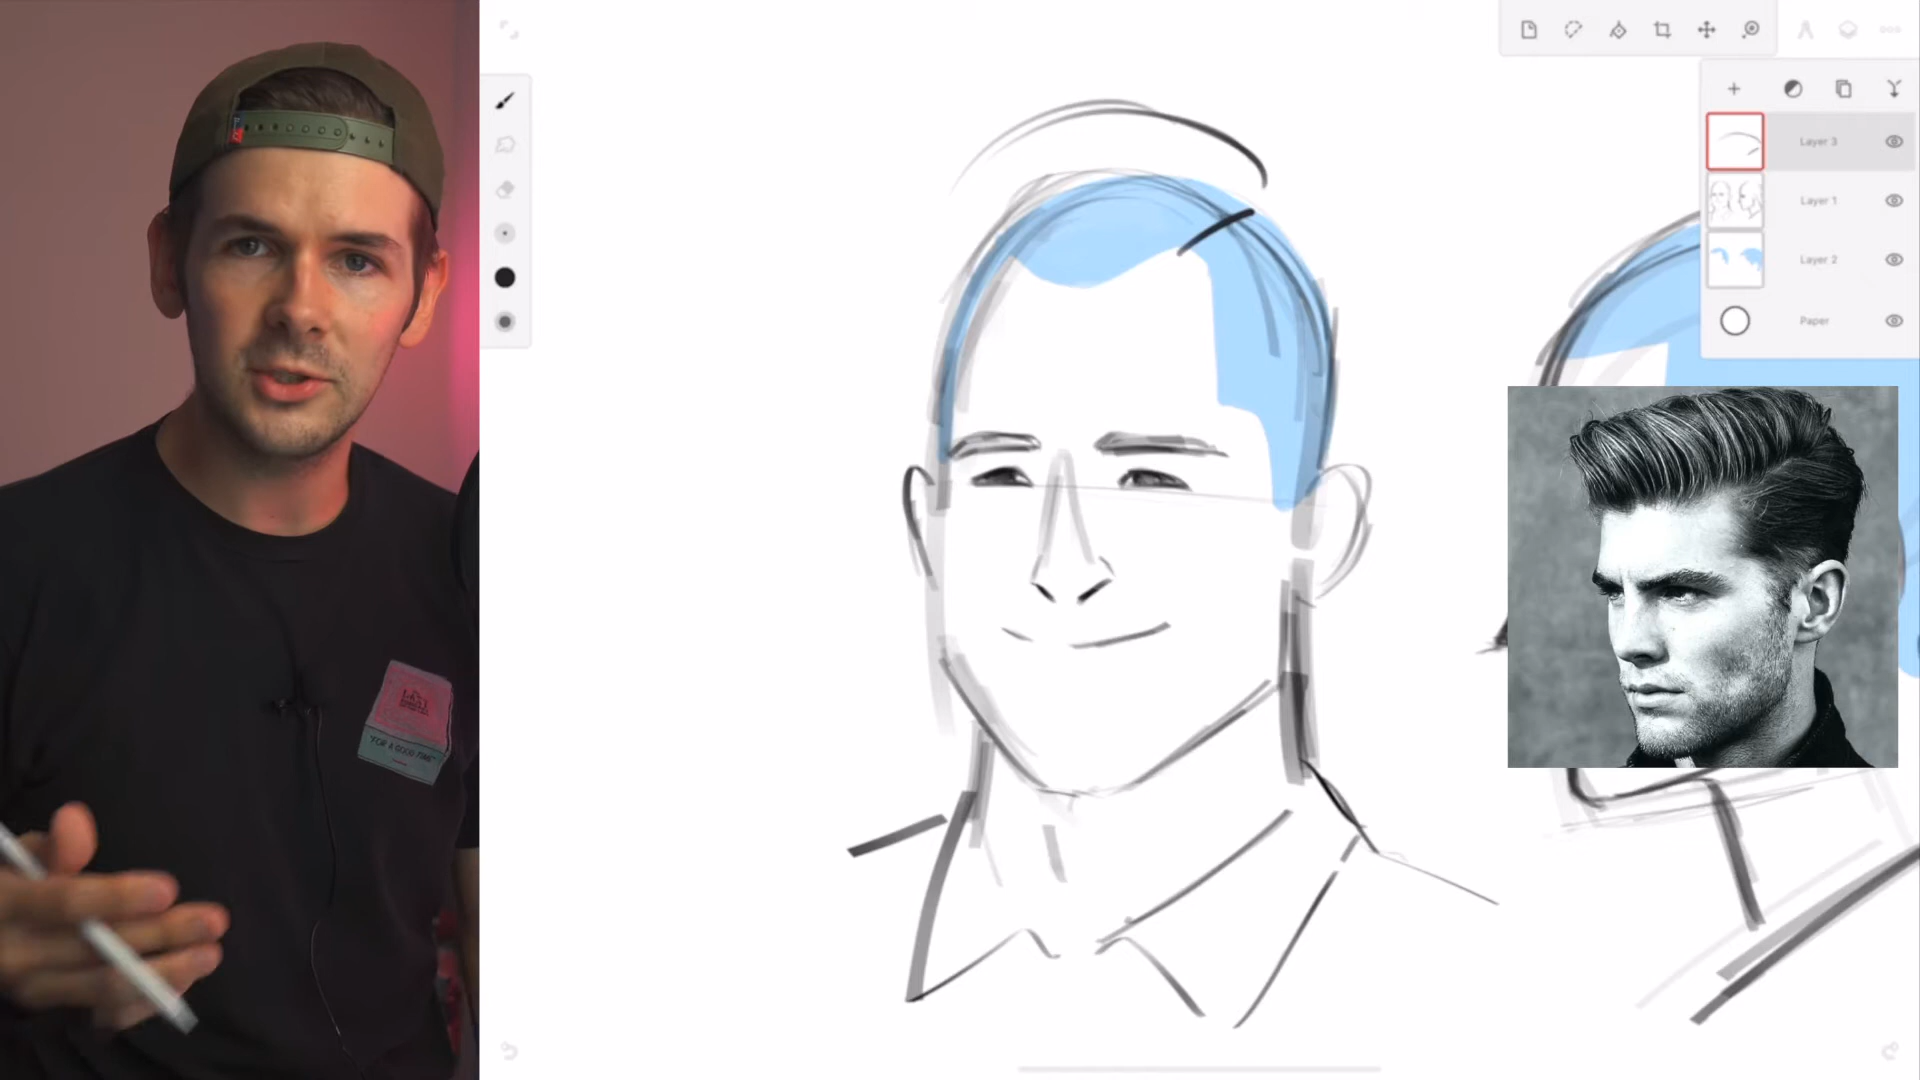 Layer 3
Layer 1
Layer 2
Paper
"FOR A GOOD TIME"